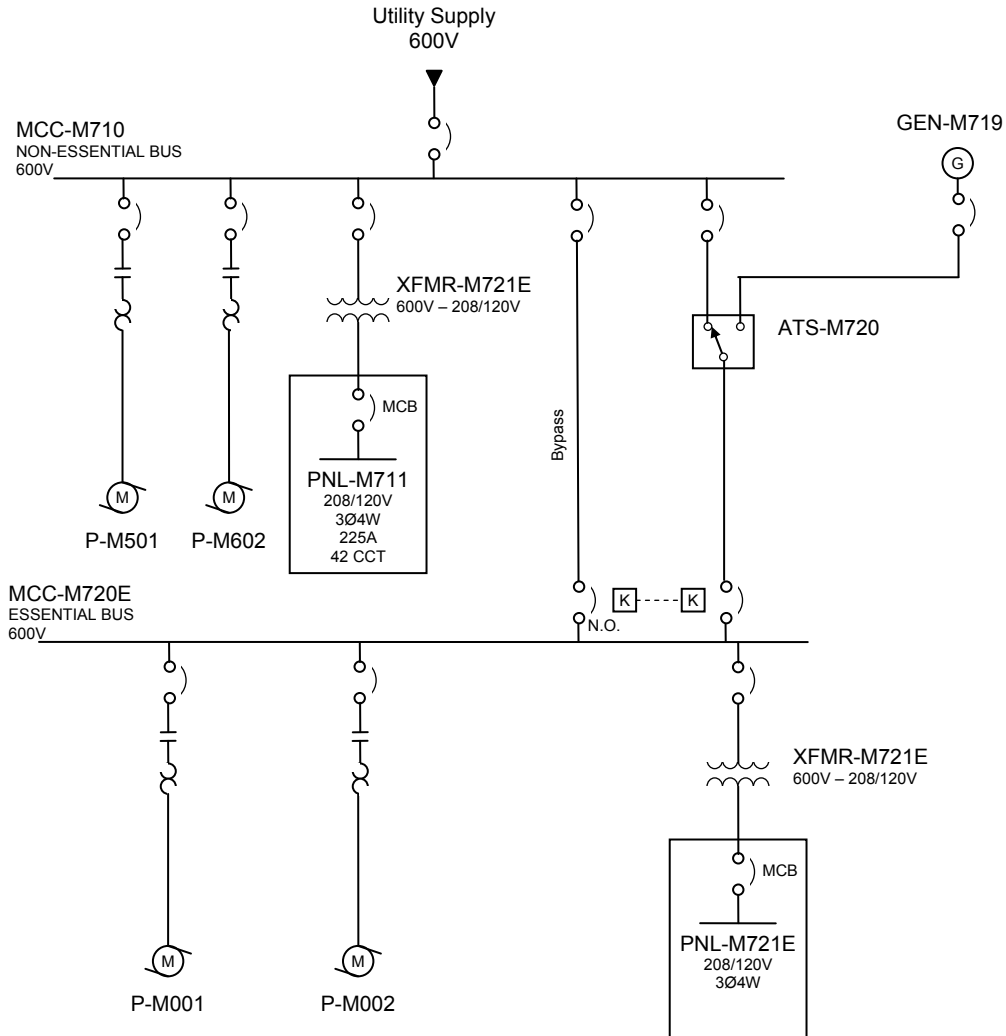 Utility Supply
600V
MCC-M710
NON-ESSENTIAL BUS
600V
GEN-M719
G
XFMR-M721E
600V – 208/120V
ATS-M720
MCB
Bypass
PNL-M711
208/120V
3Ø4W
225A
42 CCT
M
M
P-M501
P-M602
MCC-M720E
ESSENTIAL BUS
600V
K
K
N.O.
XFMR-M721E
600V – 208/120V
MCB
PNL-M721E
208/120V
3Ø4W
M
M
P-M001
P-M002